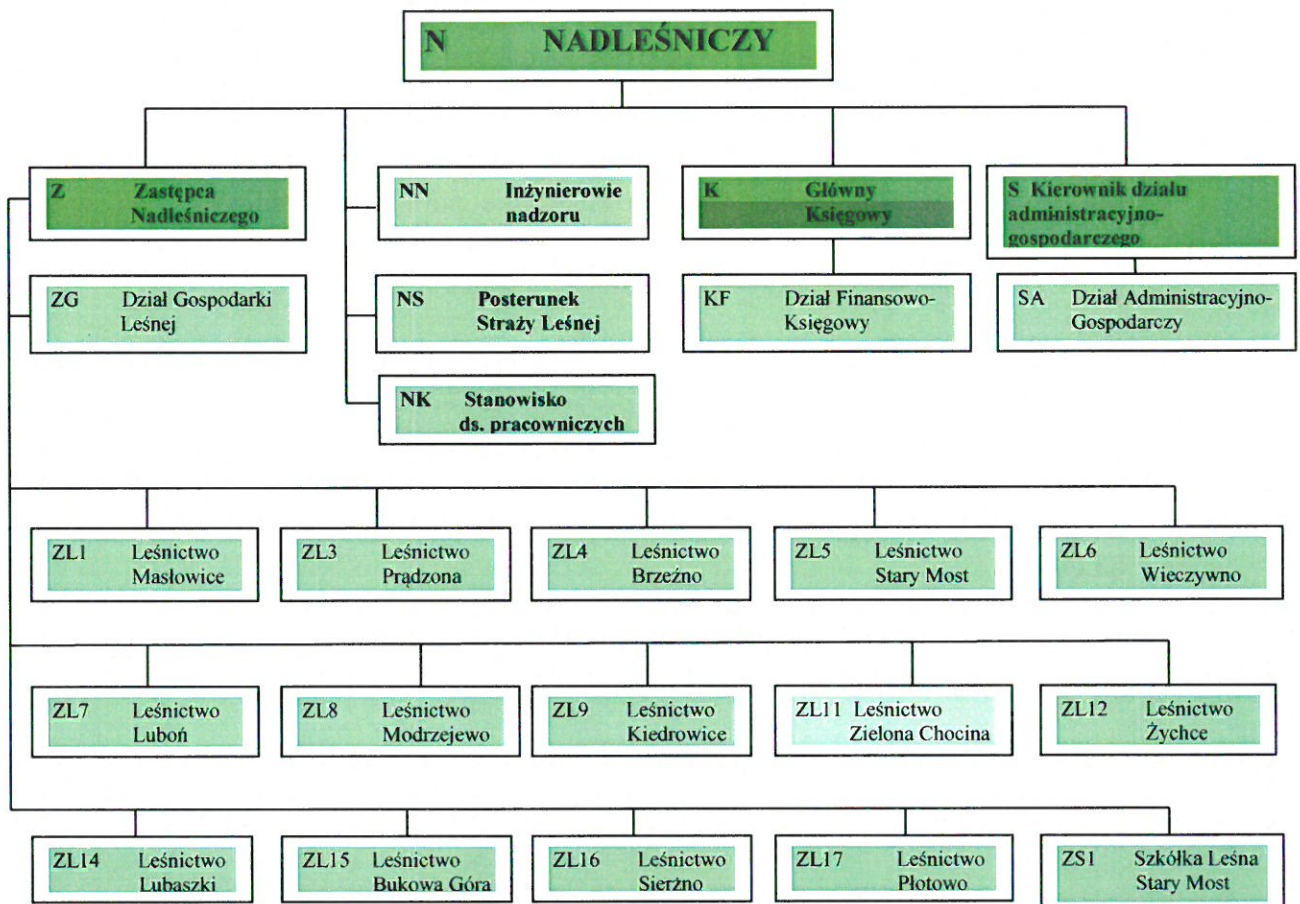 N NADLEŚNICZY
Z Zastępca
Nadleśniczego
NN Inżynierowie
nadzoru
K Główny
Księgowy
S Kierownik działu
administracyjno-
gospodarczego
ZG Dział Gospodarki
Leśnej
NS Posterunek
Straży Leśnej
KF Dział Finansowo-
Księgowy
SA Dział Administracyjno-
Gospodarczy
NK Stanowisko
ds. pracowniczych
ZL1 Leśnictwo
Masłowice
ZL3 Leśnictwo
Prądzona
ZL4 Leśnictwo
Brzeźno
ZL5 Leśnictwo
Stary Most
ZL6 Leśnictwo
Wieczywno
ZL7 Leśnictwo
Luboń
ZL8 Leśnictwo
Modrzejewo
ZL9 Leśnictwo
Kiedrowice
ZL11 Leśnictwo
Zielona Chocina
ZL12 Leśnictwo
Żychce
ZL14 Leśnictwo
Lubaszki
ZL15 Leśnictwo
Bukowa Góra
ZL16 Leśnictwo
Sierżno
ZL17 Leśnictwo
Płotowo
ZS1 Szkółka Leśna
Stary Most